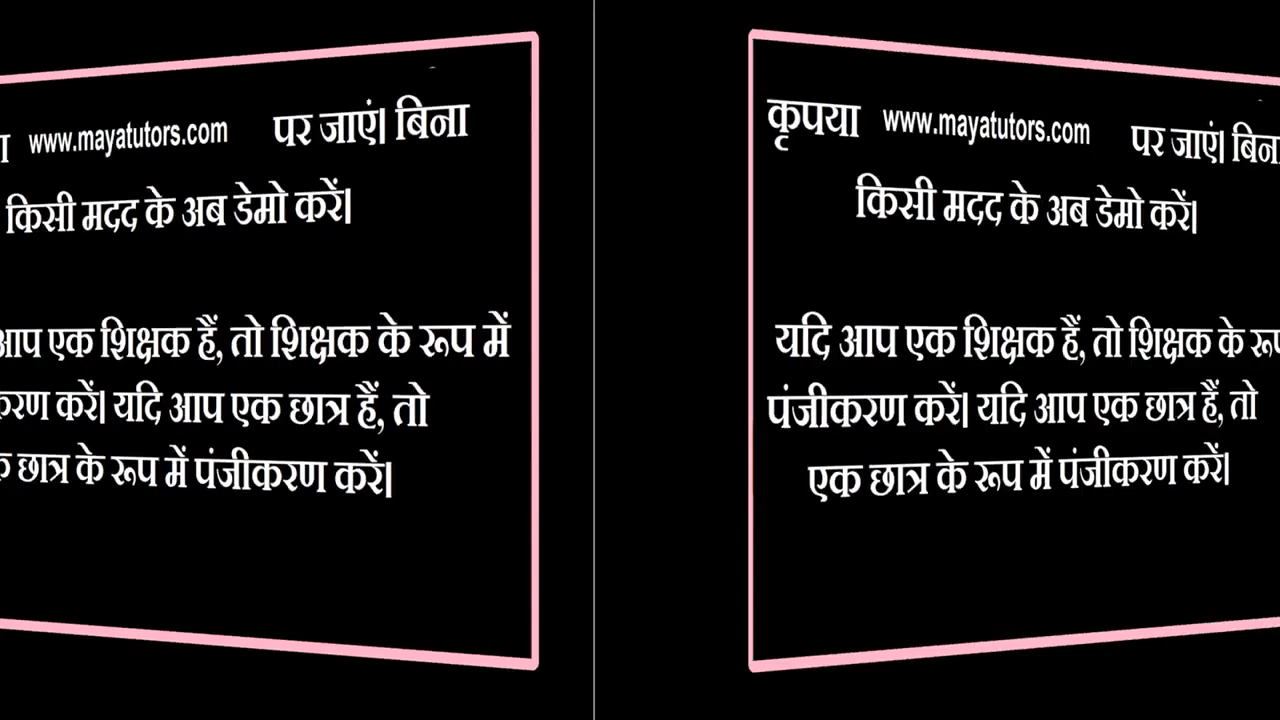 www.mayatutors.com पर जाएं। बिना
किसी मदद के अब डेमो करें।
आप एक शिक्षक हैं, तो शिक्षक के रूप में
करें। यदि आप एक छात्र हैं, तो
छात्र के रूप में पंजीकरण करें।
कृपया www.mayatutors.com पर जाएं। बिना
किसी मदद के अब डेमो करें।
यदि आप एक शिक्षक हैं, तो शिक्षक के रूप
पंजीकरण करें। यदि आप एक छात्र हैं, तो
एक छात्र के रूप में पंजीकरण करें।